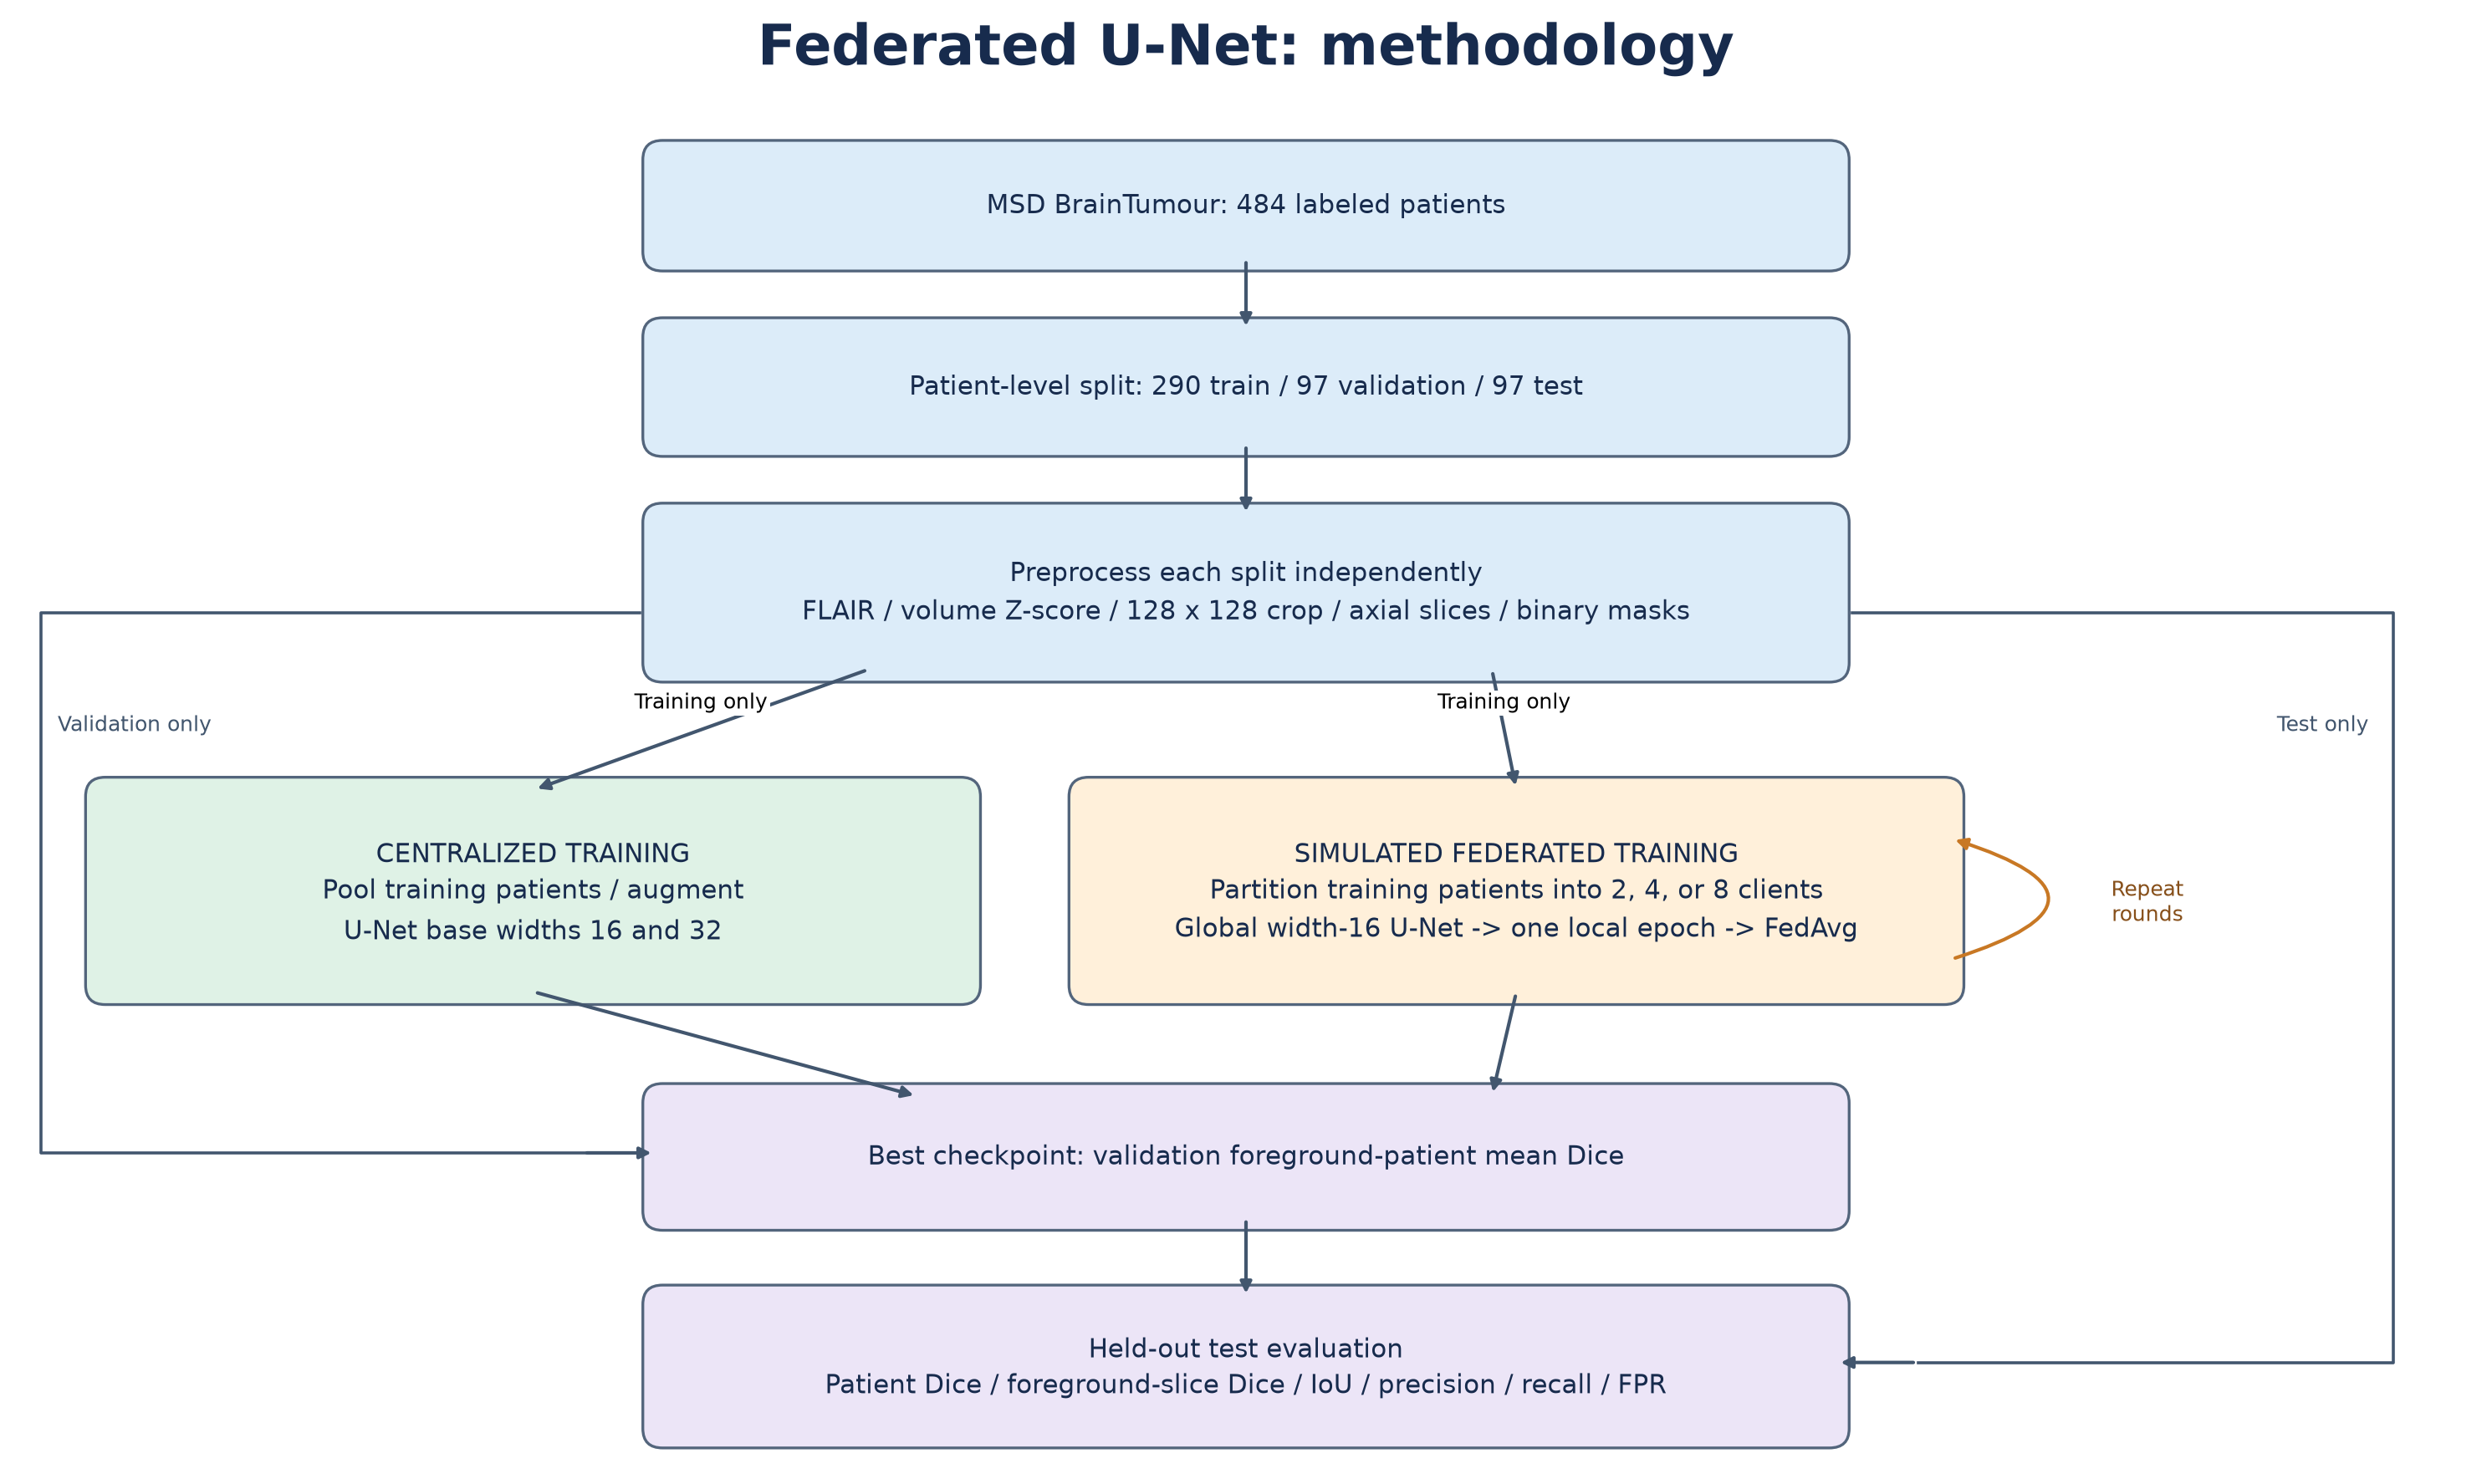 Federated U-Net: methodology
MSD BrainTumour: 484 labeled patients
Patient-level split: 290 train / 97 validation / 97 test
Preprocess each split independently
FLAIR / volume Z-score / 128 x 128 crop / axial slices / binary masks
Training only
Training only
Validation only
Test only
CENTRALIZED TRAINING
Pool training patients / augment
U-Net base widths 16 and 32
SIMULATED FEDERATED TRAINING
Partition training patients into 2, 4, or 8 clients
Global width-16 U-Net -> one local epoch -> FedAvg
Repeat
rounds
Best checkpoint: validation foreground-patient mean Dice
Held-out test evaluation
Patient Dice / foreground-slice Dice / IoU / precision / recall / FPR